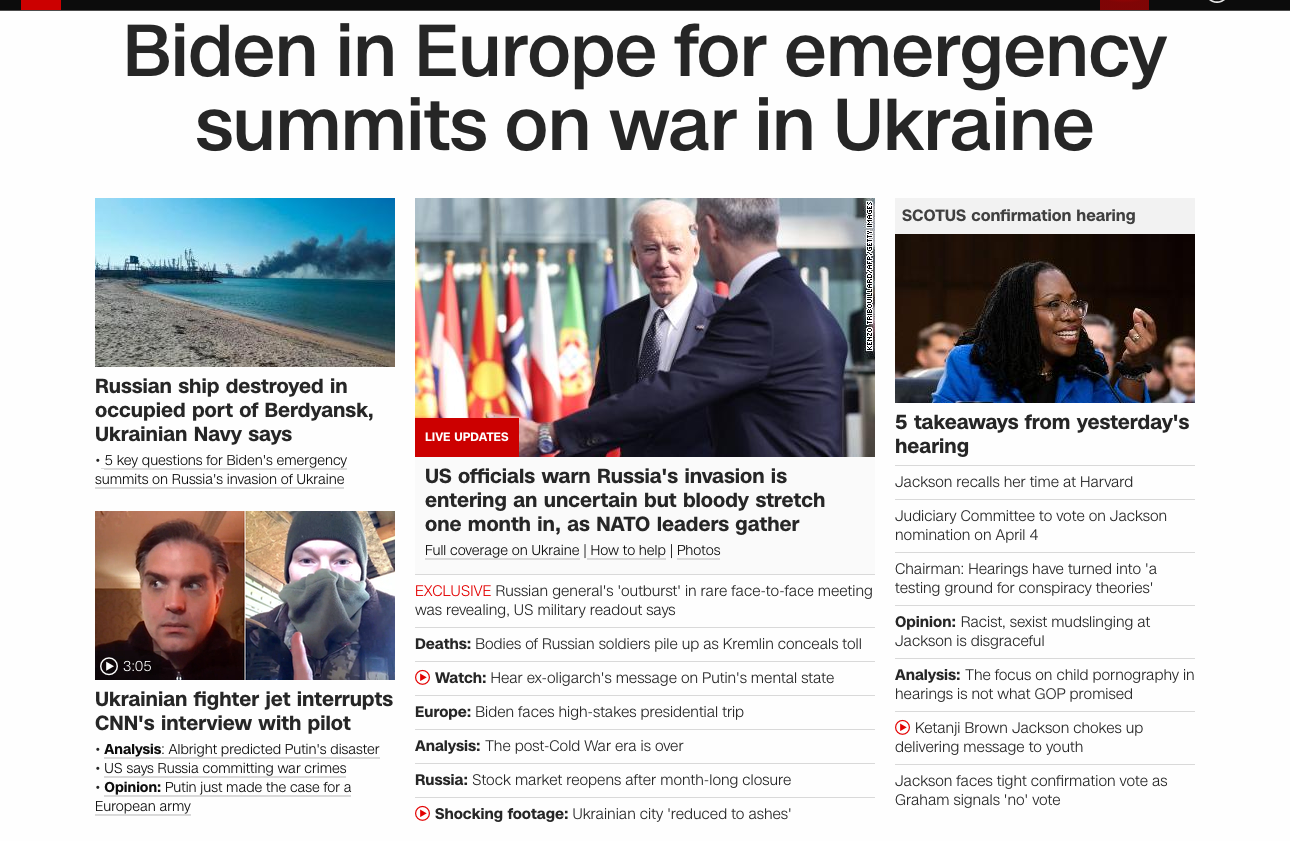 Biden in Europe for emergency
summits on war in Ukraine
Russian ship destroyed in
occupied port of Berdyansk,
Ukrainian Navy says
• 5 key questions for Biden's emergency
summits on Russia's invasion of Ukraine
3:05
Ukrainian fighter jet interrupts
CNN's interview with pilot
• Analysis: Albright predicted Putin's disaster
• US says Russia committing war crimes
• Opinion: Putin just made the case for a
European army
KENZO TRIBOUILLARD/AFP/GETTY IMAGES
LIVE UPDATES
US officials warn Russia's invasion is
entering an uncertain but bloody stretch
one month in, as NATO leaders gather
Full coverage on Ukraine | How to help | Photos
EXCLUSIVE Russian general's 'outburst' in rare face-to-face meeting
was revealing, US military readout says
Deaths: Bodies of Russian soldiers pile up as Kremlin conceals toll
Watch: Hear ex-oligarch's message on Putin's mental state
Europe: Biden faces high-stakes presidential trip
Analysis: The post-Cold War era is over
Russia: Stock market reopens after month-long closure
Shocking footage: Ukrainian city 'reduced to ashes'
SCOTUS confirmation hearing
5 takeaways from yesterday's
hearing
Jackson recalls her time at Harvard
Judiciary Committee to vote on Jackson
nomination on April 4
Chairman: Hearings have turned into 'a
testing ground for conspiracy theories'
Opinion: Racist, sexist mudslinging at
Jackson is disgraceful
Analysis: The focus on child pornography in
hearings is not what GOP promised
Ketanji Brown Jackson chokes up
delivering message to youth
Jackson faces tight confirmation vote as
Graham signals 'no' vote